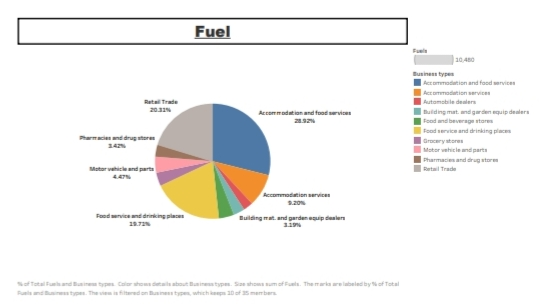 Fuel
Fuels
10,480
Business types
Accommodation and food services
Accommodation services
Automobile dealers
Building mat. and garden equip dealers
Food and beverage stores
Food service and drinking places
Grocery stores
Motor vehicle and parts
Pharmacies and drug stores
Retail Trade
Retail Trade
20.31%
Accommodation and food services
28.92%
Pharmacies and drug stores
3.42%
Motor vehicle and parts
4.47%
Accommodation services
9.20%
Food service and drinking places
19.71%
Building mat. and garden equip dealers
3.19%
% of Total Fuels and Business types. Color shows details about Business types. Size shows sum of Fuels. The marks are labeled by % of Total
Fuels and Business types. The view is filtered on Business types, which keeps 10 of 35 members.